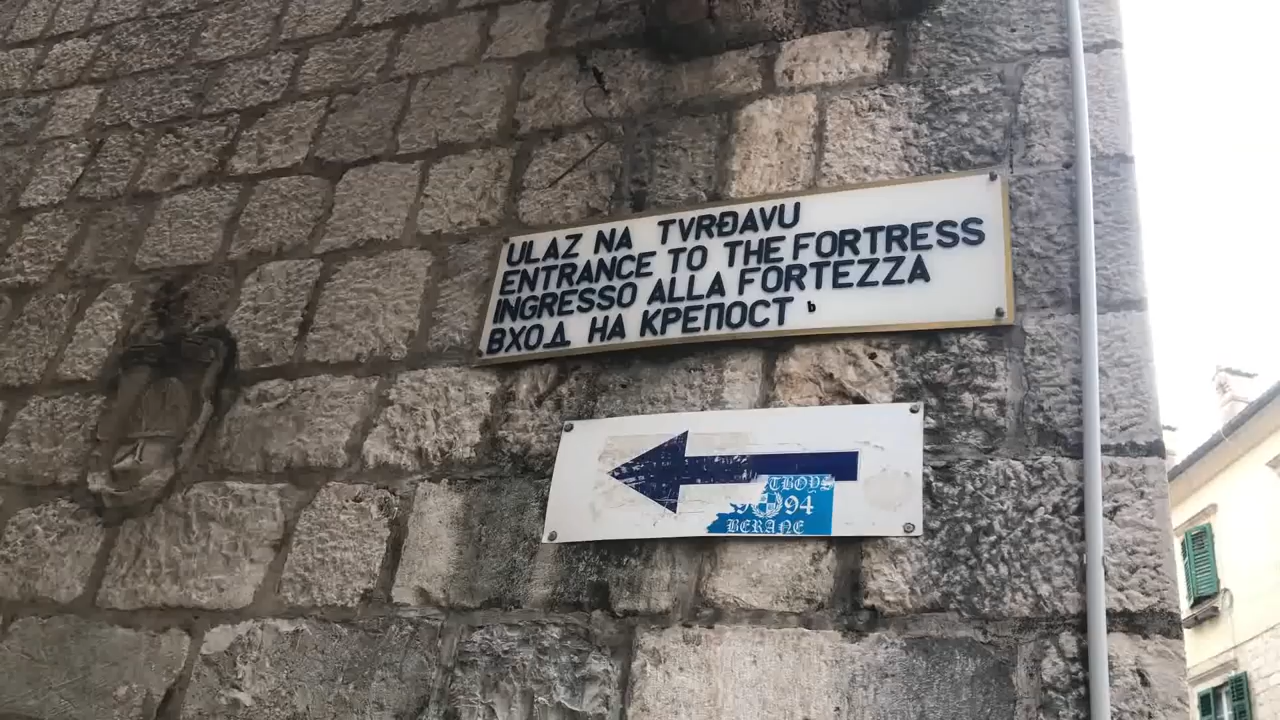 ULAZ NA TVRĐAVU
ENTRANCE TO THE FORTRESS
INGRESSO ALLA FORTEZZA
ВХОД НА КРЕПОСТ ь
94
BERANE